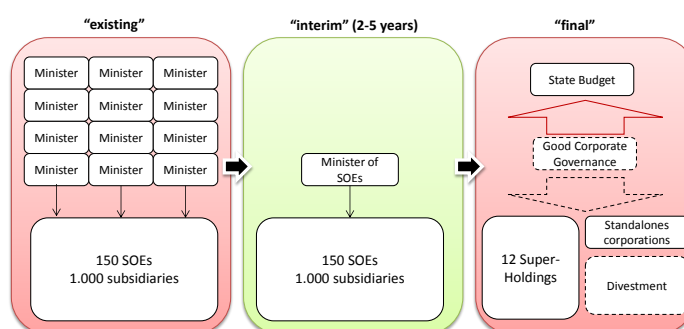 “existing”
“interim” (2-5 years)
“final”
Minister Minister Minister
Minister Minister Minister
Minister Minister Minister
Minister Minister Minister
150 SOEs
1.000 subsidiaries
Minister of
SOEs
150 SOEs
1.000 subsidiaries
State Budget
Good Corporate
Governance
12 Super-
Holdings
Standalones
corporations
Divestment